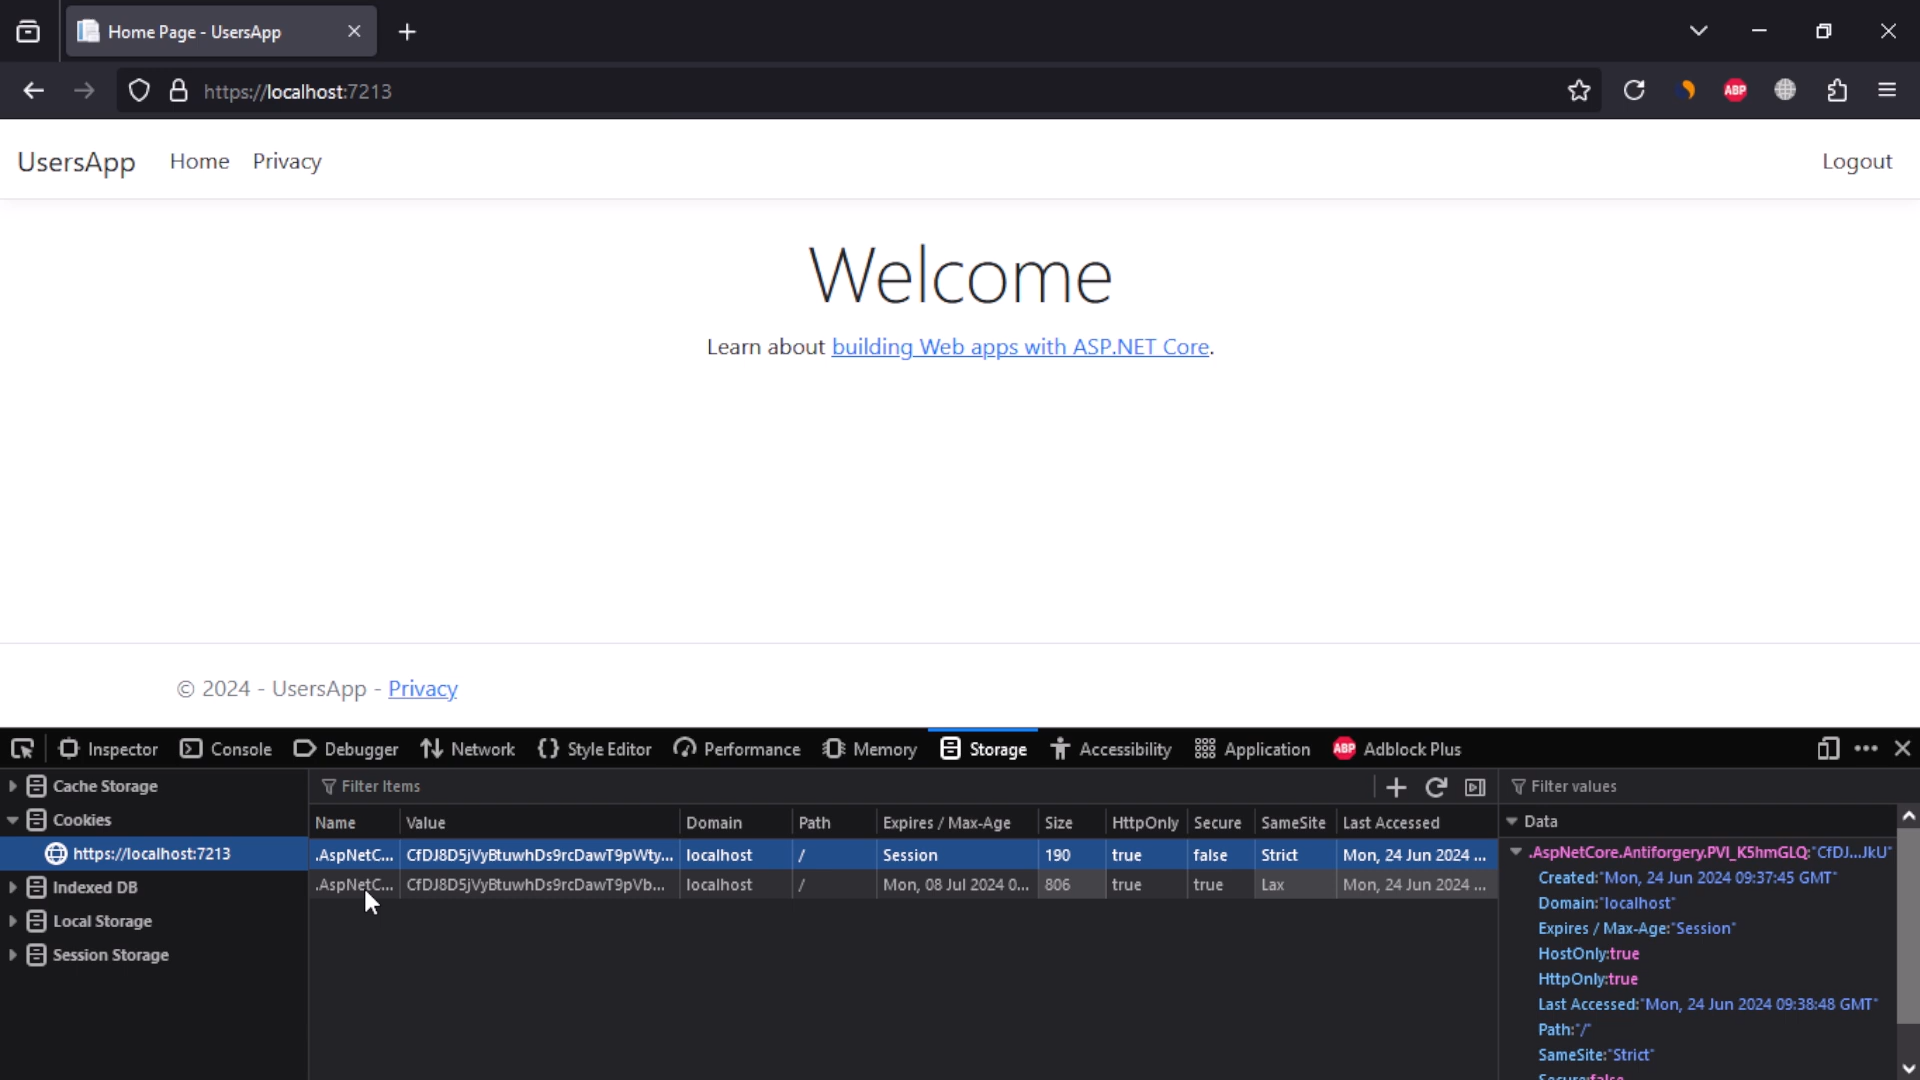 Home Page - UsersApp
https://localhost:7213
ABP
UsersApp Home Privacy Logout
Welcome
Learn about building Web apps with ASP.NET Core.
© 2024 - UsersApp - Privacy
Inspector Console Debugger Network Style Editor Performance Memory Storage Accessibility Application ABP Adblock Plus
Cache Storage
Cookies
https://localhost:7213
Indexed DB
Local Storage
Session Storage
Filter Items
Name Value Domain Path Expires / Max-Age Size HttpOnly Secure SameSite Last Accessed
.AspNetC... CfDJ8D5jVyBtuwhDs9rcDawT9pWty... localhost / Session 190 true false Strict Mon, 24 Jun 2024 ...
.AspNetC... CfDJ8D5jVyBtuwhDs9rcDawT9pVb... localhost / Mon, 08 Jul 2024 0... 806 true true Lax Mon, 24 Jun 2024 ...
Filter values
Data
.AspNetCore.Antiforgery.PVl_K5hmGLQ:"CfDJ...JkU"
Created:"Mon, 24 Jun 2024 09:37:45 GMT"
Domain:"localhost"
Expires / Max-Age:"Session"
HostOnly:true
HttpOnly:true
Last Accessed:"Mon, 24 Jun 2024 09:38:48 GMT"
Path:"/"
SameSite:"Strict"
Secure:false